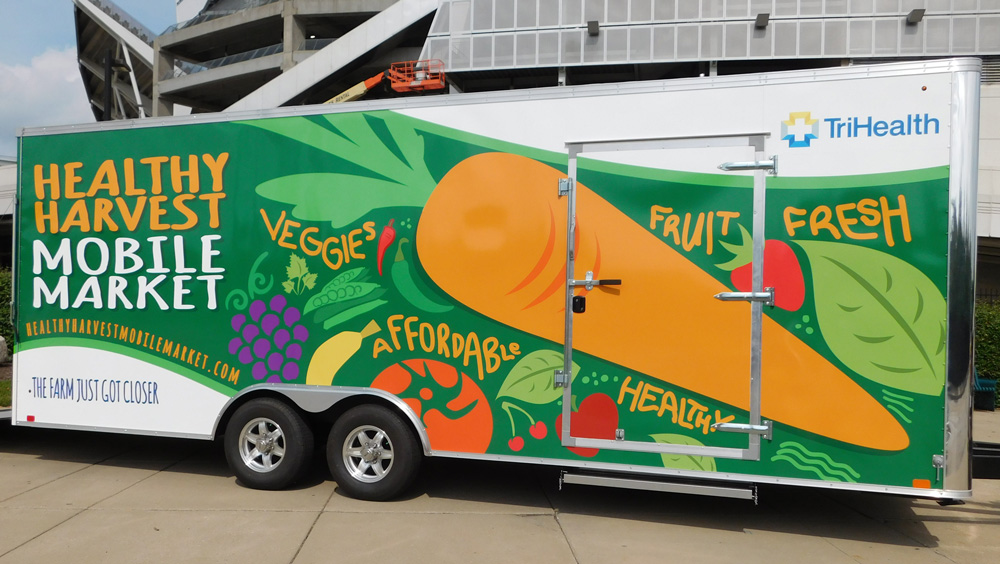 HEALTHY
HARVEST
MOBILE
MARKET
HEALTHYHARVESTMOBILEMARKET.COM
-THE FARM JUST GOT CLOSER
VEGGIES
AFFORDABLE
HEALTHY
FRUIT
FRESH
TriHealth